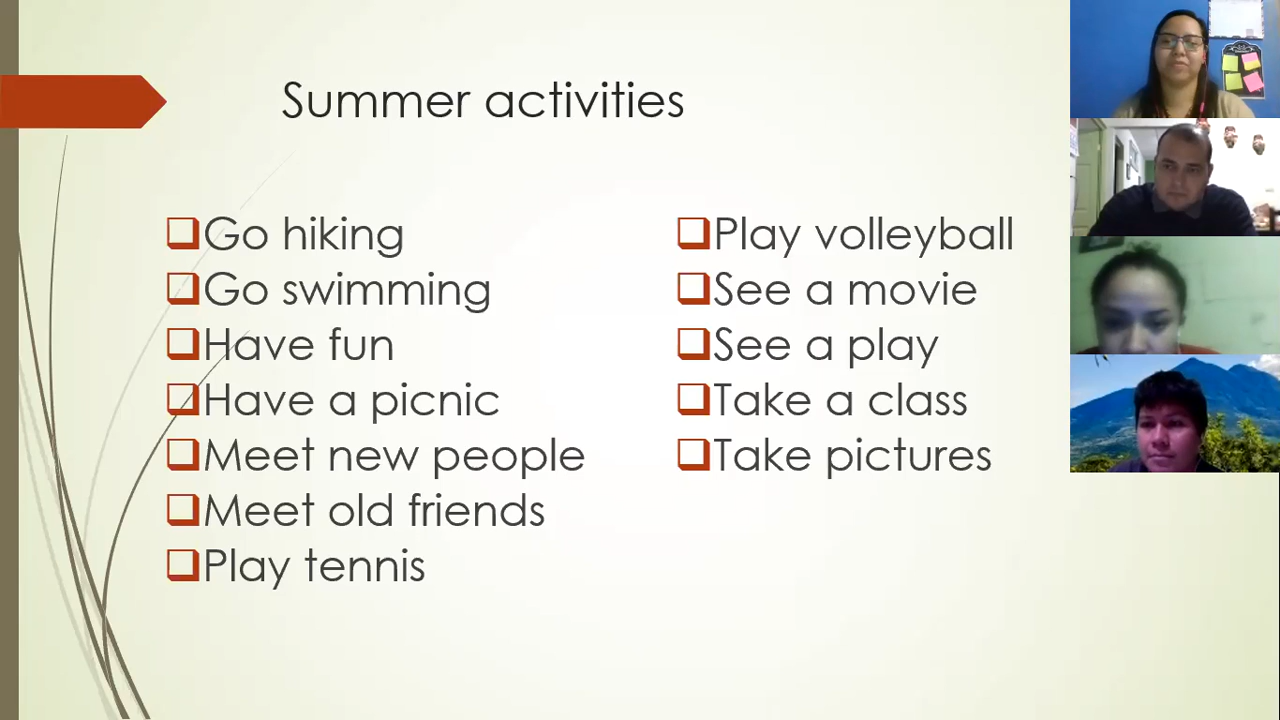 Summer activities
Go hiking
Go swimming
Have fun
Have a picnic
Meet new people
Meet old friends
Play tennis
Play volleyball
See a movie
See a play
Take a class
Take pictures